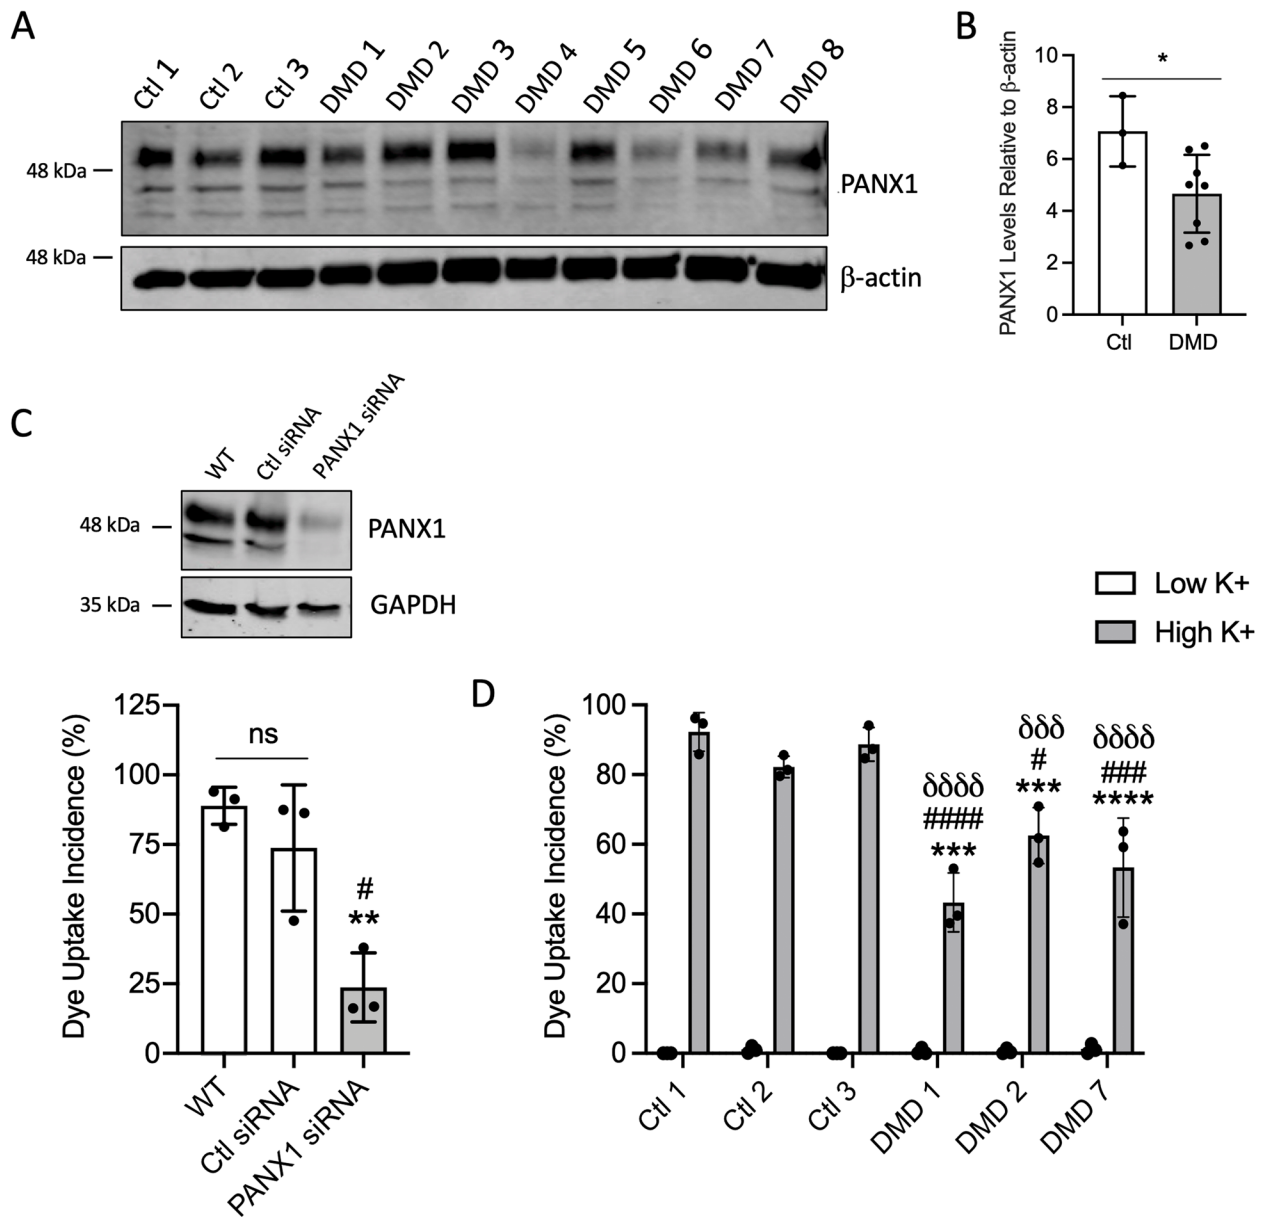 A
Ctl 1
Ctl 2
Ctl 3
DMD 1
DMD 2
DMD 3
DMD 4
DMD 5
DMD 6
DMD 7
DMD 8
48 kDa
PANX1
48 kDa
β-actin
B
PANX1 Levels Relative to β-actin
10
8
6
4
2
0
*
Ctl
DMD
C
WT
Ctl siRNA
PANX1 siRNA
48 kDa
PANX1
35 kDa
GAPDH
Dye Uptake Incidence (%)
125
100
75
50
25
0
ns
#
**
WT
Ctl siRNA
PANX1 siRNA
Low K+
High K+
D
Dye Uptake Incidence (%)
100
80
60
40
20
0
δδδδ
####
***
δδδ
#
***
δδδδ
###
****
Ctl 1
Ctl 2
Ctl 3
DMD 1
DMD 2
DMD 7